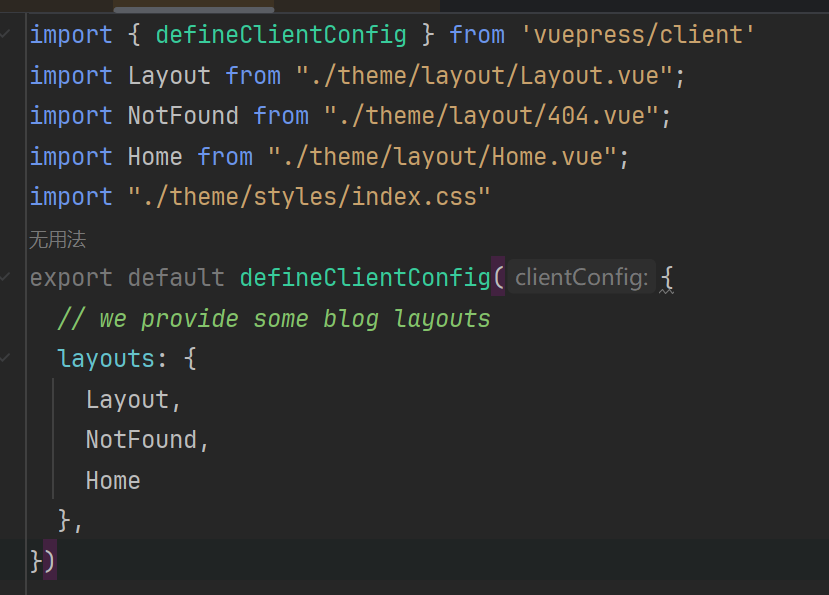 import { defineClientConfig } from 'vuepress/client'
import Layout from "./theme/layout/Layout.vue";
import NotFound from "./theme/layout/404.vue";
import Home from "./theme/layout/Home.vue";
import "./theme/styles/index.css"
无用法
export default defineClientConfig( clientConfig: {
  // we provide some blog layouts
  layouts: {
    Layout,
    NotFound,
    Home
  },
})